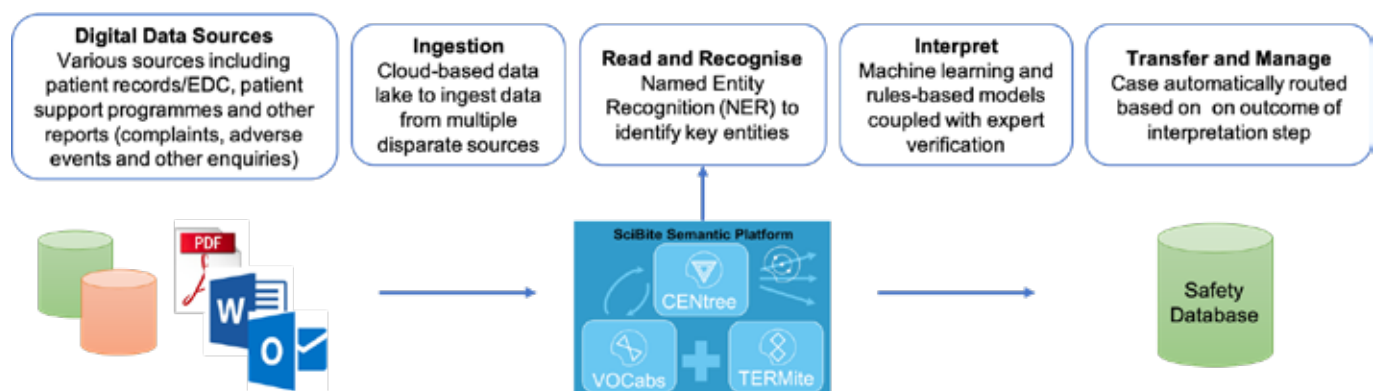 Digital Data Sources
Various sources including
patient records/EDC, patient
support programmes and other
reports (complaints, adverse
events and other enquiries)
Ingestion
Cloud-based data
lake to ingest data
from multiple
disparate sources
Read and Recognise
Named Entity
Recognition (NER) to
identify key entities
Interpret
Machine learning and
rules-based models
coupled with expert
verification
Transfer and Manage
Case automatically routed
based on on outcome of
interpretation step
PDF
W
O
SciBite Semantic Platform
CENtree
VOCabs
TERMite
Safety
Database